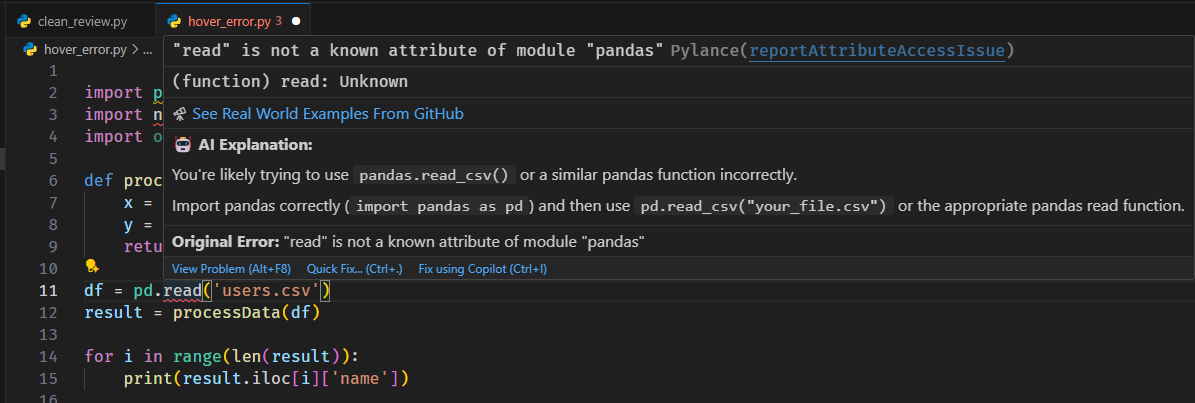 clean_review.py
hover_error.py 3
hover_error.py > ...
"read" is not a known attribute of module "pandas" Pylance(reportAttributeAccessIssue)
(function) read: Unknown
See Real World Examples From GitHub
AI Explanation:
You're likely trying to use pandas.read_csv() or a similar pandas function incorrectly.
Import pandas correctly ( import pandas as pd ) and then use pd.read_csv("your_file.csv") or the appropriate pandas read function.
Original Error: "read" is not a known attribute of module "pandas"
View Problem (Alt+F8) Quick Fix... (Ctrl+.) Fix using Copilot (Ctrl+I)
1
2 import p
3 import n
4 import o
5
6 def proc
7 x =
8 y =
9 retu
10
11 df = pd.read('users.csv')
12 result = processData(df)
13
14 for i in range(len(result)):
15 print(result.iloc[i]['name'])
16